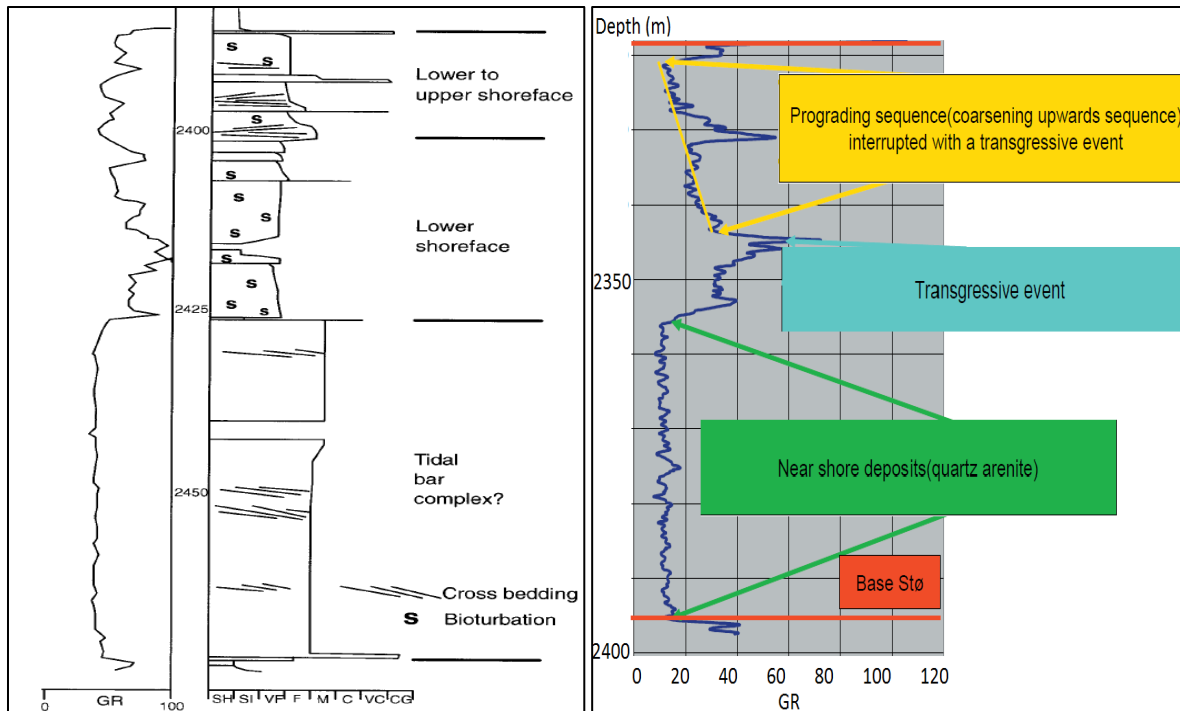 S
S
Lower to
upper shoreface
S
2400
S
S
S
Lower
shoreface
S
S
S
S
2425
Tidal
bar
complex?
2450
Cross bedding
S Bioturbation
0 GR 100
SH SI VF F M C VC CG
Depth (m)
Prograding sequence(coarsening upwards sequence)
interrupted with a transgressive event
2350
Transgressive event
Near shore deposits(quartz arenite)
Base Stø
2400
0 20 40 60 80 100 120
GR